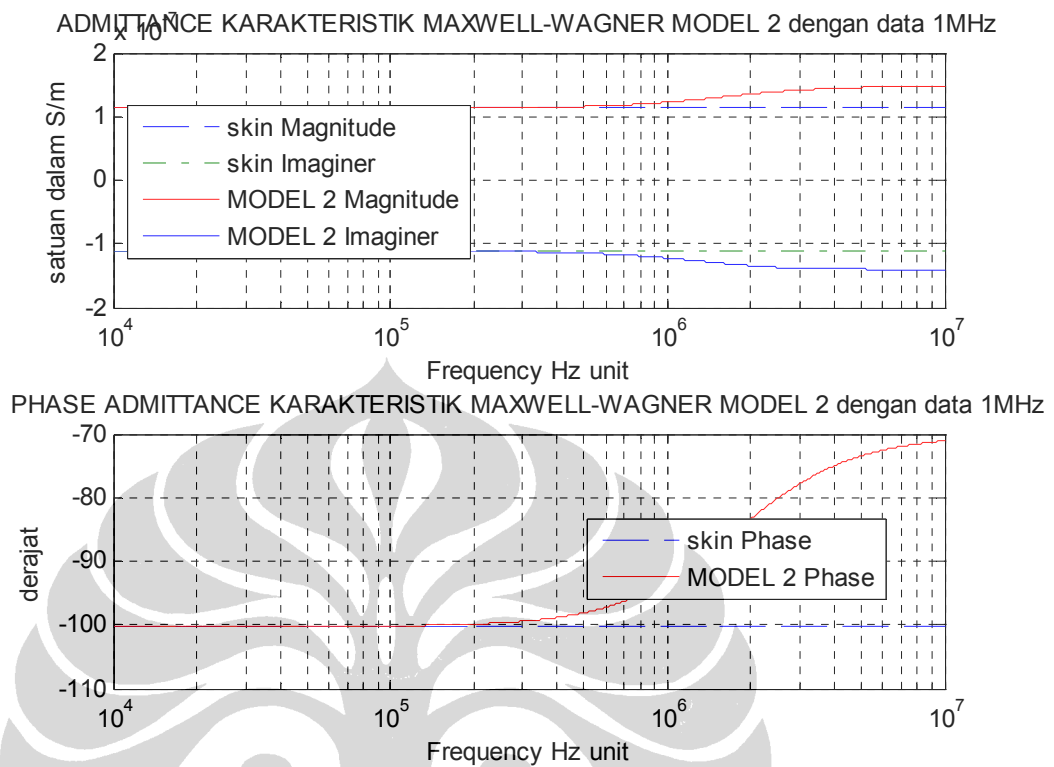 ADMITTANCE KARAKTERISTIK MAXWELL-WAGNER MODEL 2 dengan data 1MHz
x 10
2
1
0
-1
-2
satuan dalam S/m
skin Magnitude
skin Imaginer
MODEL 2 Magnitude
MODEL 2 Imaginer
10^4 10^5 10^6 10^7
Frequency Hz unit
PHASE ADMITTANCE KARAKTERISTIK MAXWELL-WAGNER MODEL 2 dengan data 1MHz
-70
-80
-90
-100
-110
derajat
skin Phase
MODEL 2 Phase
10^4 10^5 10^6 10^7
Frequency Hz unit